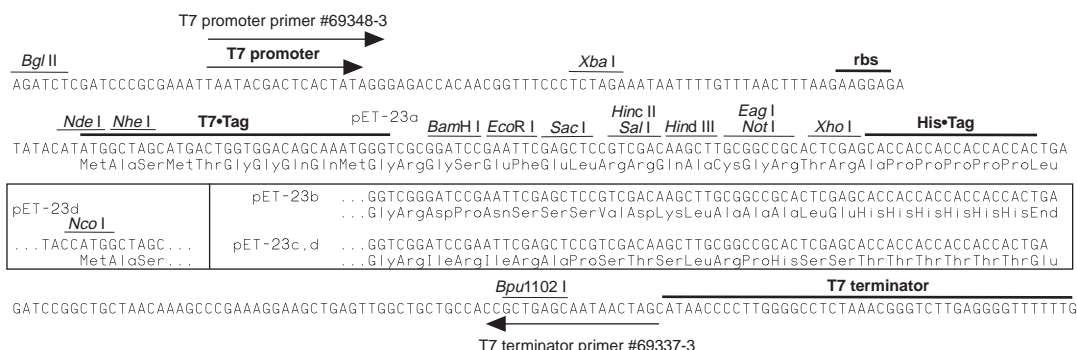 T7 promoter primer #69348-3
Bgl II T7 promoter Xba I rbs
AGATCTCGATCCCGCGAAATTAATACGACTCACTATAGGGAGACCACAACGGTTTCCCTCTAGAAATAATTTTGTTTAACTTTAAGAAGGAGA
Hinc II Eag I
Nde I Nhe I T7•Tag pET-23a BamH I EcoR I Sac I Sal I Hind III Not I Xho I His•Tag
TATACATATGGCTAGCATGACTGGTGGACAGCAAATGGGTCGCGGATCCGAATTCGAGCTCCGTCGACAAGCTTGCGGCCGCACTCGAGCACCACCACCACCACCACTGA
MetAlaSerMetThrGlyGlyGlnGlnMetGlyArgGlySerGluPheGluLeuArgArgGlnAlaCysGlyArgThrArgAlaProProProProProProLeu
pET-23d
Nco I
...TACCATGGCTAGC...
MetAlaSer...
pET-23b ...GGTCGGGATCCGAATTCGAGCTCCGTCGACAAGCTTGCGGCCGCACTCGAGCACCACCACCACCACCACTGA
...GlyArgAspProAsnSerSerSerValAspLysLeuAlaAlaAlaLeuGluHisHisHisHisHisHisEnd
pET-23c,d ...GGTCGGATCCGAATTCGAGCTCCGTCGACAAGCTTGCGGCCGCACTCGAGCACCACCACCACCACCACTGA
...GlyArgIleArgIleArgAlaProSerThrSerLeuArgProHisSerSerThrThrThrThrThrThrGlu
Bpu1102 I T7 terminator
GATCCGGCTGCTAACAAAGCCCGAAAGGAAGCTGAGTTGGCTGCTGCCACCGCTGAGCAATAACTAGCATAACCCCTTGGGGCCTCTAAACGGGTCTTGAGGGGTTTTTTG
T7 terminator primer #69337-3